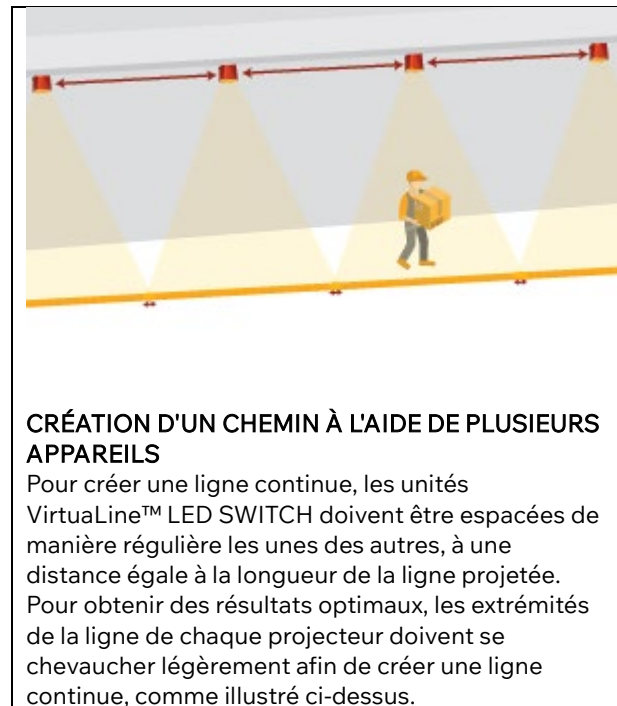 CRÉATION D'UN CHEMIN À L'AIDE DE PLUSIEURS
APPAREILS
Pour créer une ligne continue, les unités
VirtuaLine™ LED SWITCH doivent être espacées de
manière régulière les unes des autres, à une
distance égale à la longueur de la ligne projetée.
Pour obtenir des résultats optimaux, les extrémités
de la ligne de chaque projecteur doivent se
chevaucher légèrement afin de créer une ligne
continue, comme illustré ci-dessus.